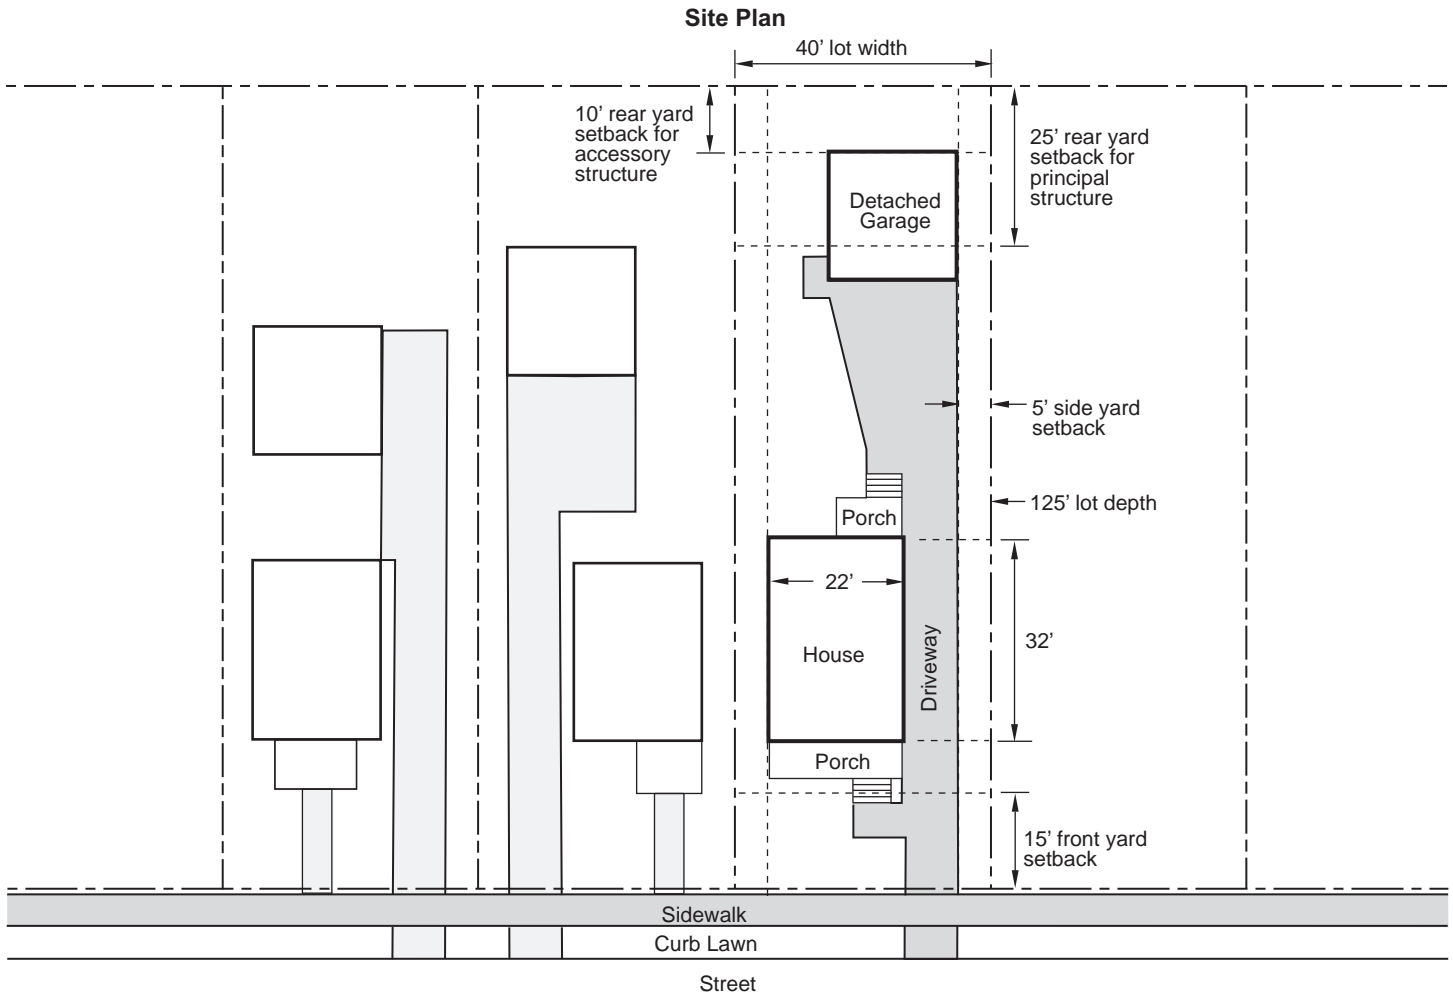 Site Plan
40’ lot width
10’ rear yard
setback for
accessory
structure
25’ rear yard
setback for
principal
structure
Detached
Garage
5’ side yard
setback
125’ lot depth
Porch
22’
32’
House
Driveway
Porch
15’ front yard
setback
Sidewalk
Curb Lawn
Street